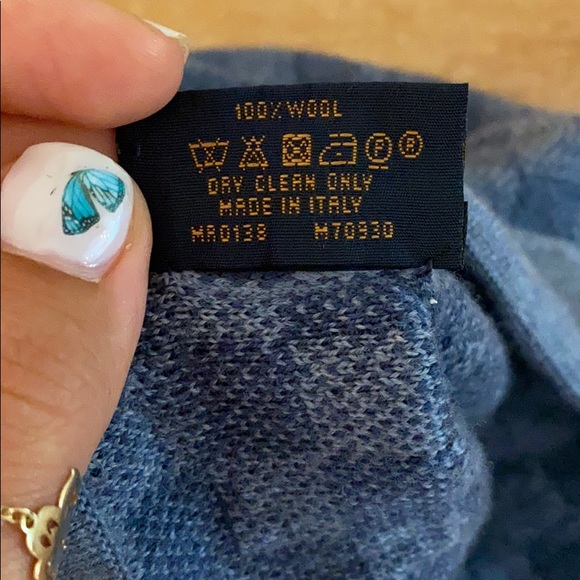 100% WOOL
P ®
DRY CLEAN ONLY
MADE IN ITALY
MA0138 M70930